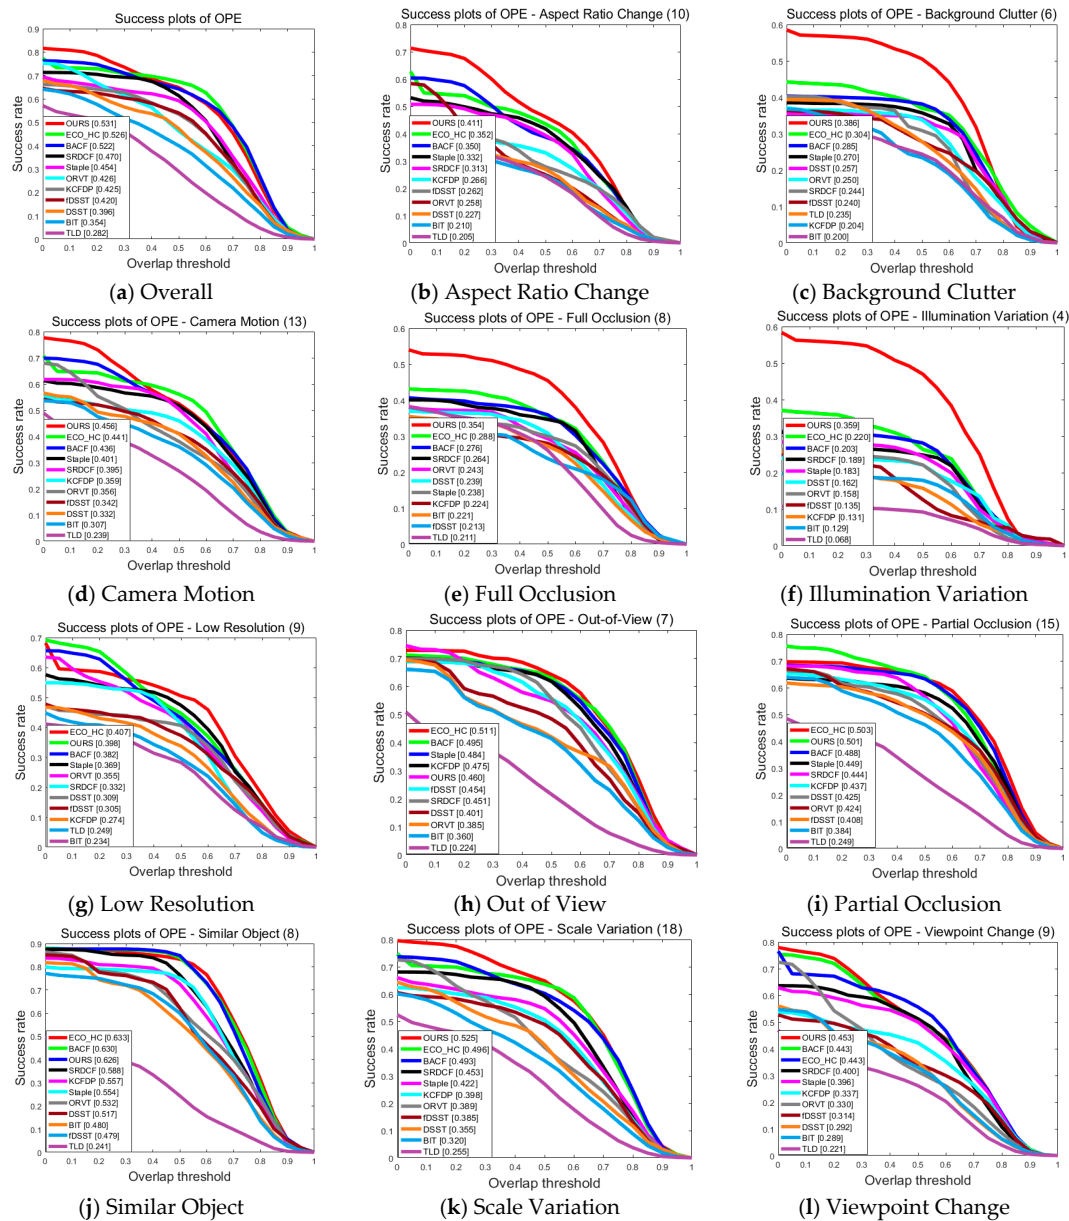 Success plots of OPE
Success rate
OURS [0.531]
ECO_HC [0.526]
BACF [0.522]
SRDCF [0.470]
Staple [0.454]
ORVT [0.426]
KCFDP [0.425]
fDSST [0.420]
DSST [0.396]
BIT [0.354]
TLD [0.282]
Overlap threshold
(a) Overall
Success plots of OPE - Aspect Ratio Change (10)
Success rate
OURS [0.411]
ECO_HC [0.352]
BACF [0.350]
Staple [0.332]
SRDCF [0.313]
KCFDP [0.266]
fDSST [0.262]
ORVT [0.258]
DSST [0.227]
BIT [0.210]
TLD [0.205]
Overlap threshold
(b) Aspect Ratio Change
Success plots of OPE - Background Clutter (6)
Success rate
OURS [0.386]
ECO_HC [0.304]
BACF [0.285]
Staple [0.270]
DSST [0.257]
ORVT [0.250]
SRDCF [0.244]
fDSST [0.240]
TLD [0.235]
KCFDP [0.204]
BIT [0.200]
Overlap threshold
(c) Background Clutter
Success plots of OPE - Camera Motion (13)
Success rate
OURS [0.456]
ECO_HC [0.441]
BACF [0.436]
Staple [0.401]
SRDCF [0.395]
KCFDP [0.359]
ORVT [0.356]
fDSST [0.342]
DSST [0.332]
BIT [0.307]
TLD [0.239]
Overlap threshold
(d) Camera Motion
Success plots of OPE - Full Occlusion (8)
Success rate
OURS [0.354]
ECO_HC [0.288]
BACF [0.276]
SRDCF [0.264]
ORVT [0.243]
DSST [0.239]
Staple [0.238]
KCFDP [0.224]
BIT [0.221]
fDSST [0.213]
TLD [0.211]
Overlap threshold
(e) Full Occlusion
Success plots of OPE - Illumination Variation (4)
Success rate
OURS [0.359]
ECO_HC [0.220]
BACF [0.203]
SRDCF [0.189]
Staple [0.183]
DSST [0.162]
ORVT [0.158]
fDSST [0.135]
KCFDP [0.131]
BIT [0.129]
TLD [0.068]
Overlap threshold
(f) Illumination Variation
Success plots of OPE - Low Resolution (9)
Success rate
ECO_HC [0.407]
OURS [0.398]
BACF [0.382]
Staple [0.369]
ORVT [0.355]
SRDCF [0.332]
DSST [0.309]
fDSST [0.305]
KCFDP [0.274]
TLD [0.249]
BIT [0.234]
Overlap threshold
(g) Low Resolution
Success plots of OPE - Out-of-View (7)
Success rate
ECO_HC [0.511]
BACF [0.495]
Staple [0.484]
KCFDP [0.475]
OURS [0.460]
fDSST [0.454]
SRDCF [0.451]
DSST [0.401]
ORVT [0.385]
BIT [0.360]
TLD [0.224]
Overlap threshold
(h) Out of View
Success plots of OPE - Partial Occlusion (15)
Success rate
ECO_HC [0.503]
OURS [0.501]
BACF [0.488]
Staple [0.449]
SRDCF [0.444]
KCFDP [0.437]
DSST [0.425]
ORVT [0.424]
fDSST [0.408]
BIT [0.384]
TLD [0.249]
Overlap threshold
(i) Partial Occlusion
Success plots of OPE - Similar Object (8)
Success rate
ECO_HC [0.633]
BACF [0.630]
OURS [0.626]
SRDCF [0.588]
KCFDP [0.557]
Staple [0.554]
ORVT [0.532]
DSST [0.517]
BIT [0.480]
fDSST [0.479]
TLD [0.241]
Overlap threshold
(j) Similar Object
Success plots of OPE - Scale Variation (18)
Success rate
OURS [0.525]
ECO_HC [0.496]
BACF [0.493]
SRDCF [0.453]
Staple [0.422]
KCFDP [0.398]
ORVT [0.389]
fDSST [0.385]
DSST [0.355]
BIT [0.320]
TLD [0.255]
Overlap threshold
(k) Scale Variation
Success plots of OPE - Viewpoint Change (9)
Success rate
OURS [0.453]
BACF [0.443]
ECO_HC [0.443]
SRDCF [0.400]
Staple [0.396]
KCFDP [0.337]
ORVT [0.330]
fDSST [0.314]
DSST [0.292]
BIT [0.289]
TLD [0.221]
Overlap threshold
(l) Viewpoint Change